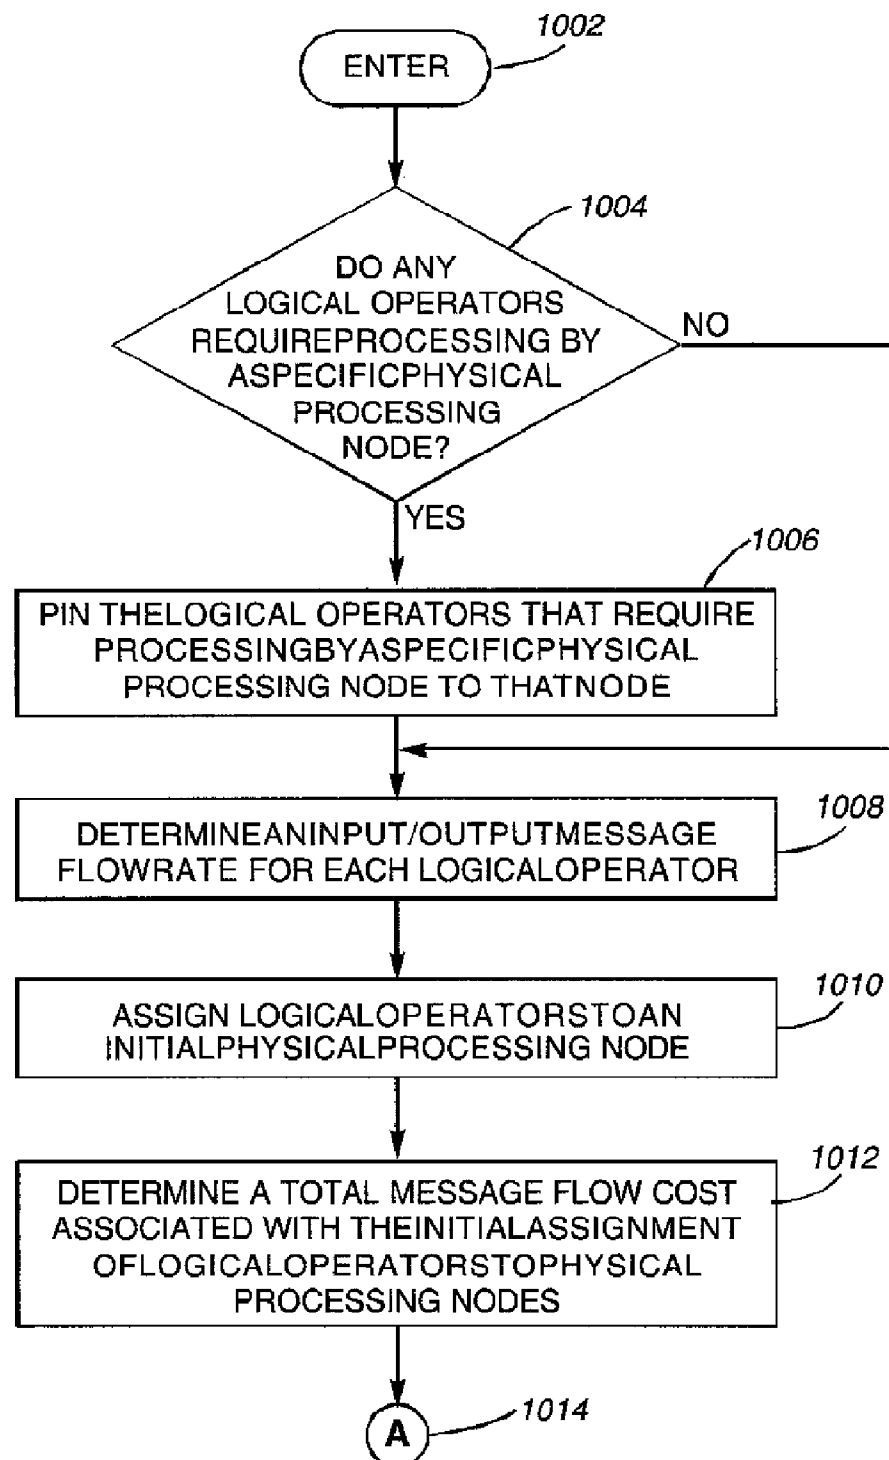 1002
ENTER
1004
DO ANY
LOGICAL OPERATORS
REQUIREPROCESSING BY
ASPECIFICPHYSICAL
PROCESSING
NODE?
NO
YES
1006
PIN THELOGICAL OPERATORS THAT REQUIRE
PROCESSINGBYASPECIFICPHYSICAL
PROCESSING NODE TO THATNODE
1008
DETERMINEANINPUT/OUTPUTMESSAGE
FLOWRATE FOR EACH LOGICALOPERATOR
1010
ASSIGN LOGICALOPERATORSTOAN
INITIALPHYSICALPROCESSING NODE
1012
DETERMINE A TOTAL MESSAGE FLOW COST
ASSOCIATED WITH THEINITIALASSIGNMENT
OFLOGICALOPERATORSTOPHYSICAL
PROCESSING NODES
A
1014